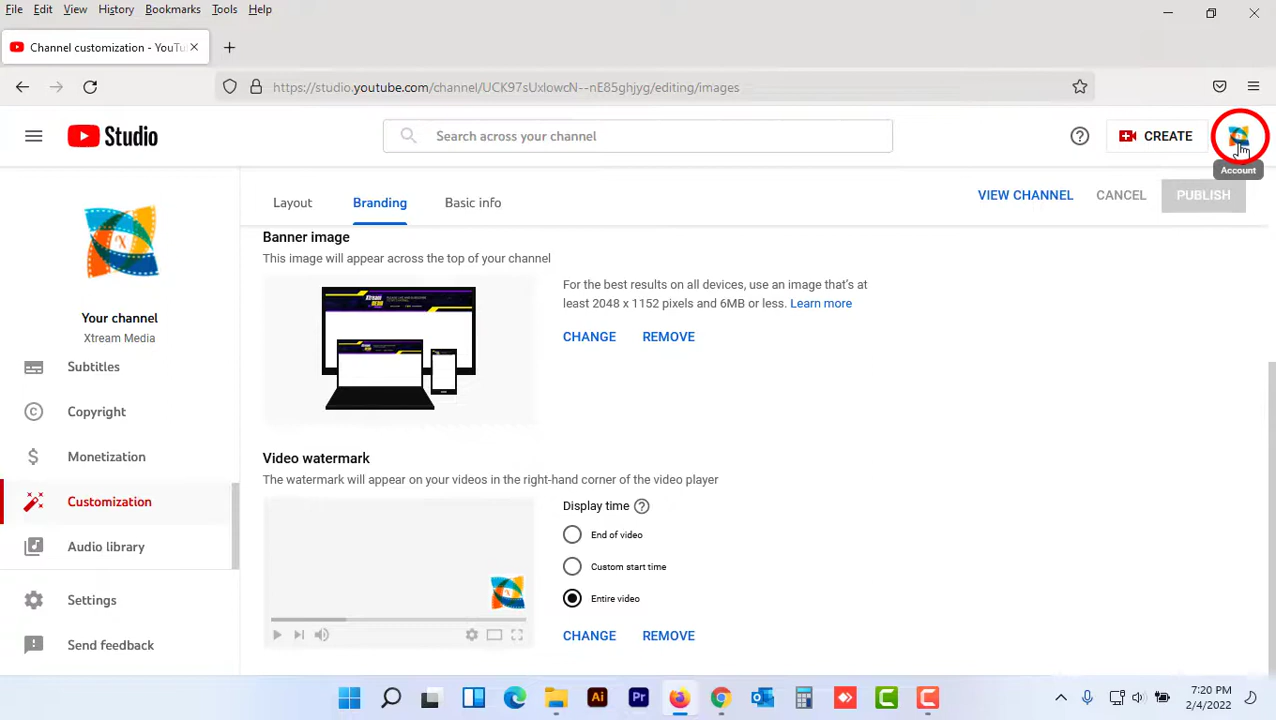 File Edit View History Bookmarks Tools Help
Channel customization - YouTu
https://studio.youtube.com/channel/UCK97sUxlowcN--nE85ghjyg/editing/images
Studio
Search across your channel
CREATE
Account
Layout Branding Basic info
VIEW CHANNEL CANCEL PUBLISH
Your channel
Xtream Media
Subtitles
Copyright
Monetization
Customization
Audio library
Settings
Send feedback
Banner image
This image will appear across the top of your channel
For the best results on all devices, use an image that's at
least 2048 x 1152 pixels and 6MB or less. Learn more
CHANGE REMOVE
Video watermark
The watermark will appear on your videos in the right-hand corner of the video player
Display time
End of video
Custom start time
Entire video
CHANGE REMOVE
Ai Pr
7:20 PM
2/4/2022